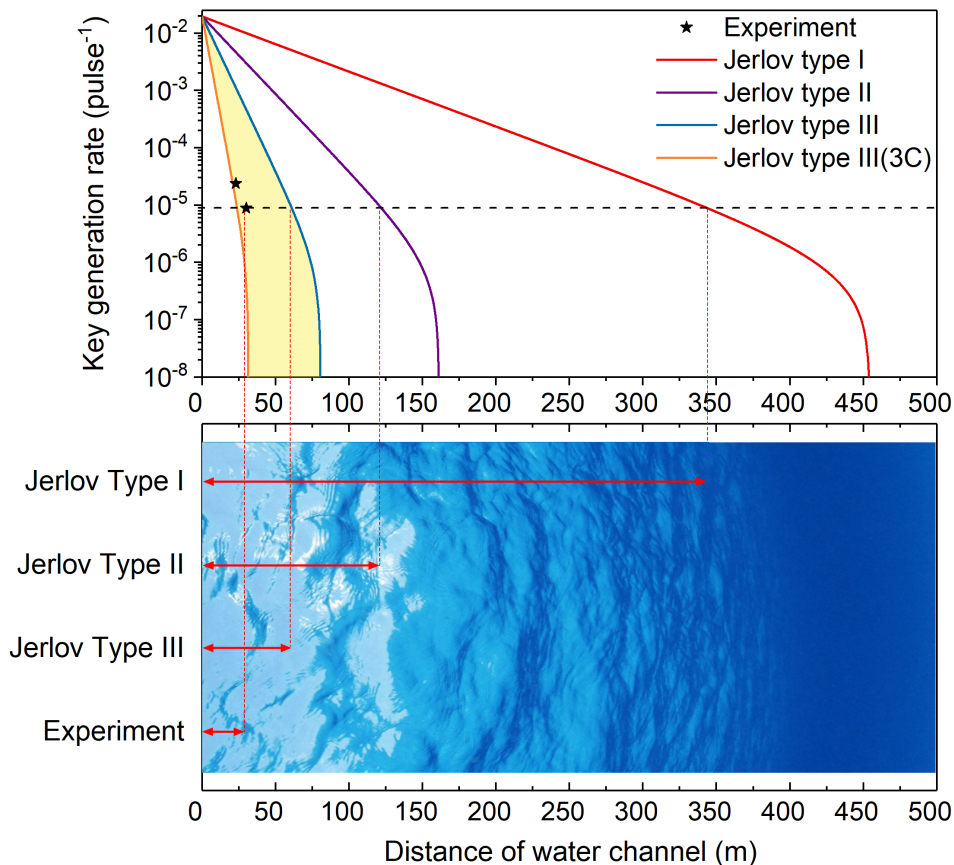 Key generation rate (pulse⁻¹)
10⁻²
10⁻³
10⁻⁴
10⁻⁵
10⁻⁶
10⁻⁷
10⁻⁸
Experiment
Jerlov type I
Jerlov type II
Jerlov type III
Jerlov type III(3C)
0 50 100 150 200 250 300 350 400 450 500
Jerlov Type I
Jerlov Type II
Jerlov Type III
Experiment
0 50 100 150 200 250 300 350 400 450 500
Distance of water channel (m)